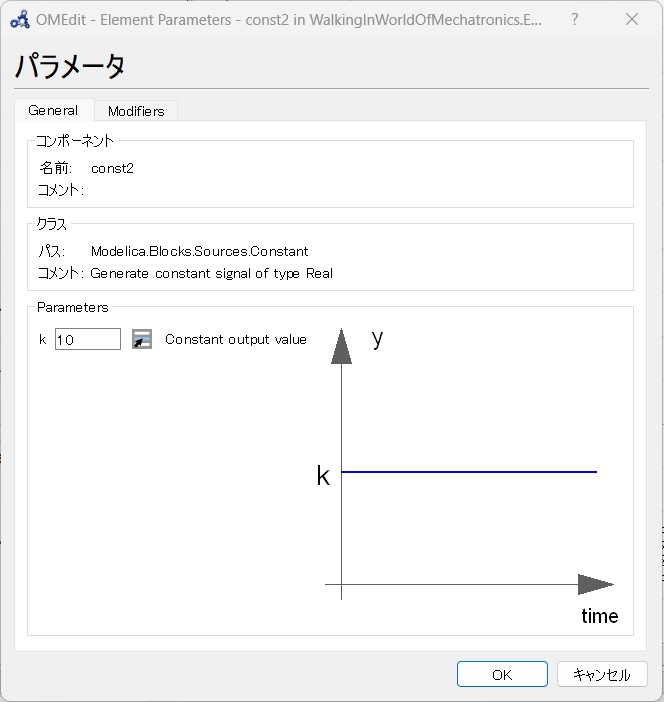 OMEdit - Element Parameters - const2 in WalkingInWorldOfMechatronics.E...
パラメータ
General
Modifiers
コンポーネント
名前: const2
コメント:
クラス
パス: Modelica.Blocks.Sources.Constant
コメント: Generate constant signal of type Real
Parameters
k 10 Constant output value
y
k
time
OK
キャンセル